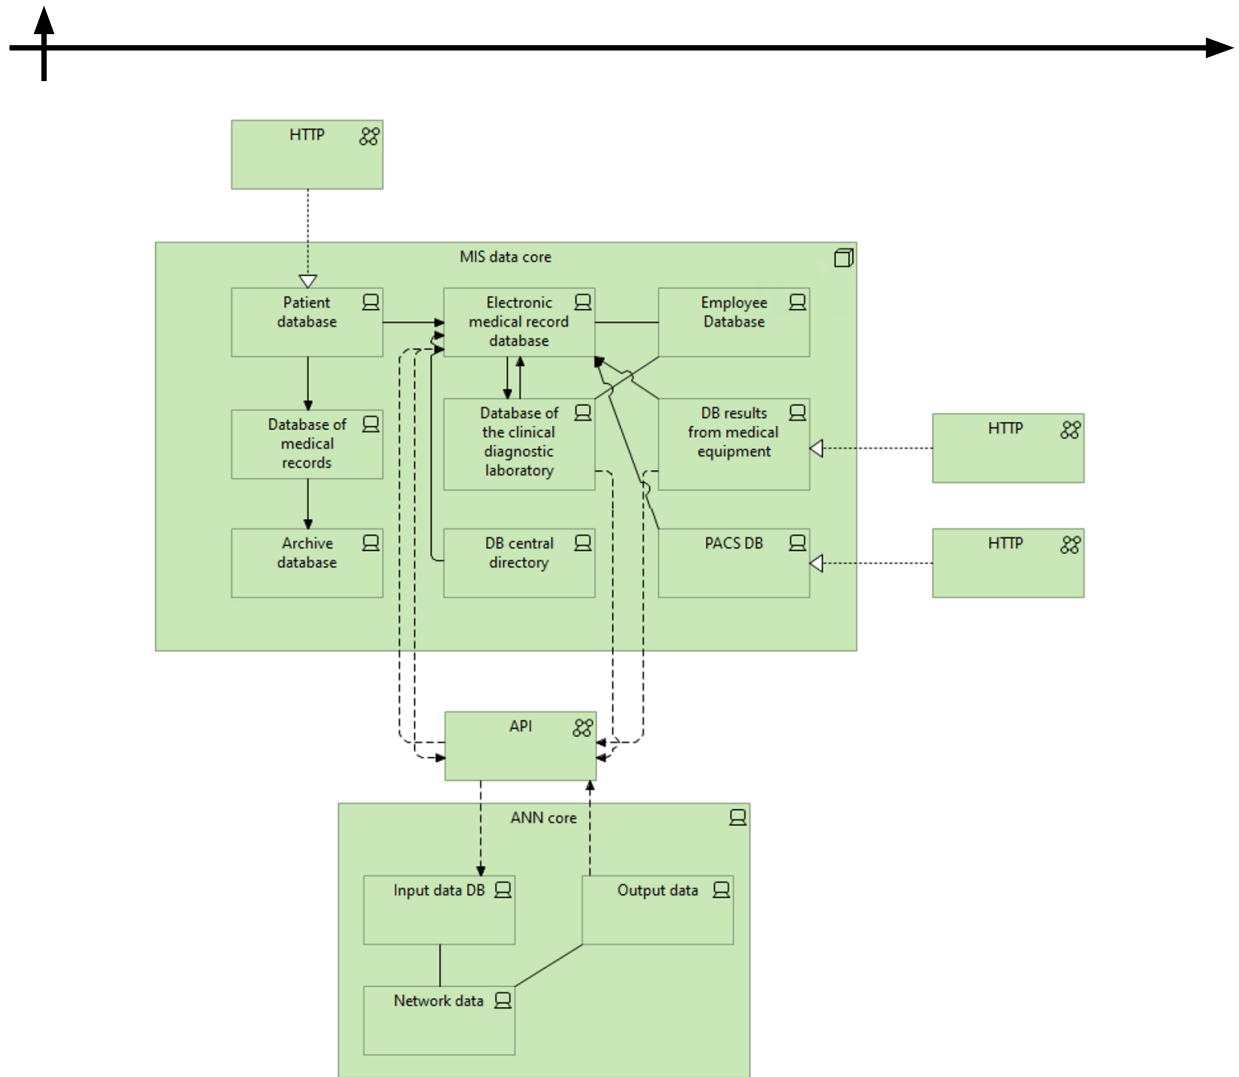 HTTP
MIS data core
Patient
database
Electronic
medical record
database
Employee
Database
Database of
medical
records
Database of
the clinical
diagnostic
laboratory
DB results
from medical
equipment
HTTP
Archive
database
DB central
directory
PACS DB
HTTP
API
ANN core
Input data DB
Output data
Network data